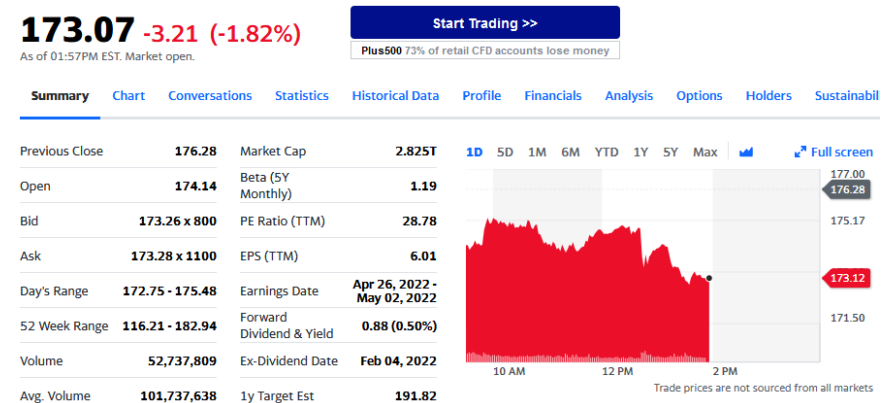 173.07 -3.21 (-1.82%)
As of 01:57PM EST. Market open.
Start Trading >>
Plus500 73% of retail CFD accounts lose money
Summary Chart Conversations Statistics Historical Data Profile Financials Analysis Options Holders Sustainabil
Previous Close 176.28
Open 174.14
Bid 173.26 x 800
Ask 173.28 x 1100
Day's Range 172.75 - 175.48
52 Week Range 116.21 - 182.94
Volume 52,737,809
Avg. Volume 101,737,638
Market Cap 2.825T
Beta (5Y
Monthly) 1.19
PE Ratio (TTM) 28.78
EPS (TTM) 6.01
Earnings Date Apr 26, 2022 -
May 02, 2022
Forward
Dividend & Yield 0.88 (0.50%)
Ex-Dividend Date Feb 04, 2022
1y Target Est 191.82
1D 5D 1M 6M YTD 1Y 5Y Max Full screen
177.00
176.28
175.17
173.12
171.50
10 AM 12 PM 2 PM
Trade prices are not sourced from all markets